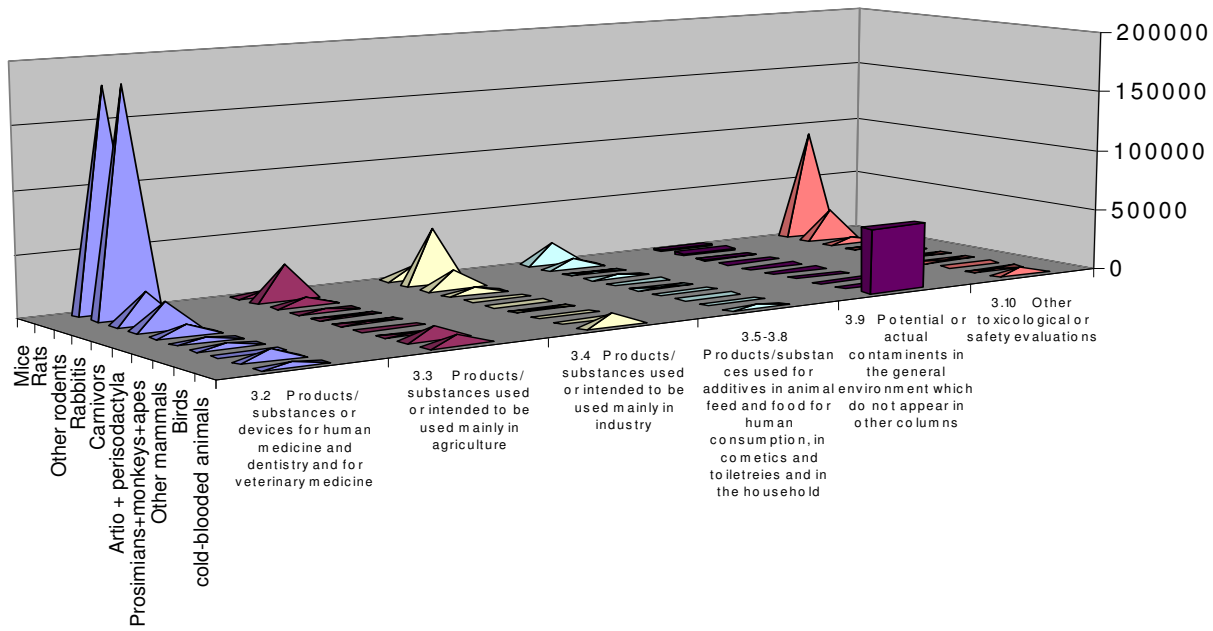 200000
150000
100000
50000
0
Mice
Rats
Other rodents
Rabbitis
Carnivors
Artio + perisodactyla
Prosimians+monkeys+apes
Other mammals
Birds
cold-blooded animals
3.2 Products/
substances or
devices for human
medicine and
dentistry and for
veterinary medicine
3.3 Products/
substances used
or intended to be
used mainly in
agriculture
3.4 Products/
substances used
or intended to be
used mainly in
industry
3.5-3.8
Products/substan
ces used for
additives in animal
feed and food for
human
consumption, in
cometics and
toiletreies and in
the household
3.9 Potential or
actual
contaminents in
the general
environment which
do not appear in
other columns
3.10 Other
toxicological or
safety evaluations